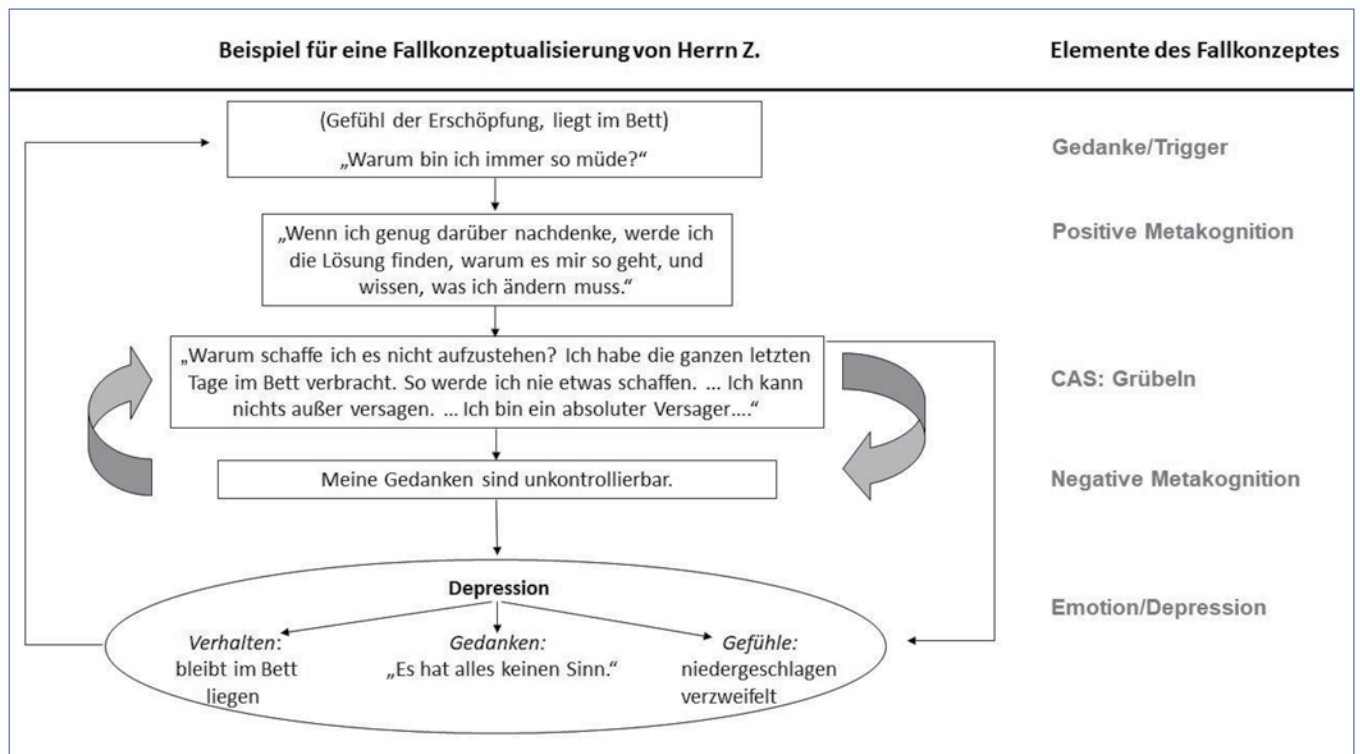 Beispiel für eine Fallkonzeptualisierung von Herrn Z.
Elemente des Fallkonzeptes
(Gefühl der Erschöpfung, liegt im Bett)
„Warum bin ich immer so müde?“
Gedanke/Trigger
„Wenn ich genug darüber nachdenke, werde ich
die Lösung finden, warum es mir so geht, und
wissen, was ich ändern muss.“
Positive Metakognition
„Warum schaffe ich es nicht aufzustehen? Ich habe die ganzen letzten
Tage im Bett verbracht. So werde ich nie etwas schaffen. ... Ich kann
nichts außer versagen. ... Ich bin ein absoluter Versager....“
CAS: Grübeln
Meine Gedanken sind unkontrollierbar.
Negative Metakognition
Depression
Emotion/Depression
Verhalten:
bleibt im Bett
liegen
Gedanken:
„Es hat alles keinen Sinn.“
Gefühle:
niedergeschlagen
verzweifelt